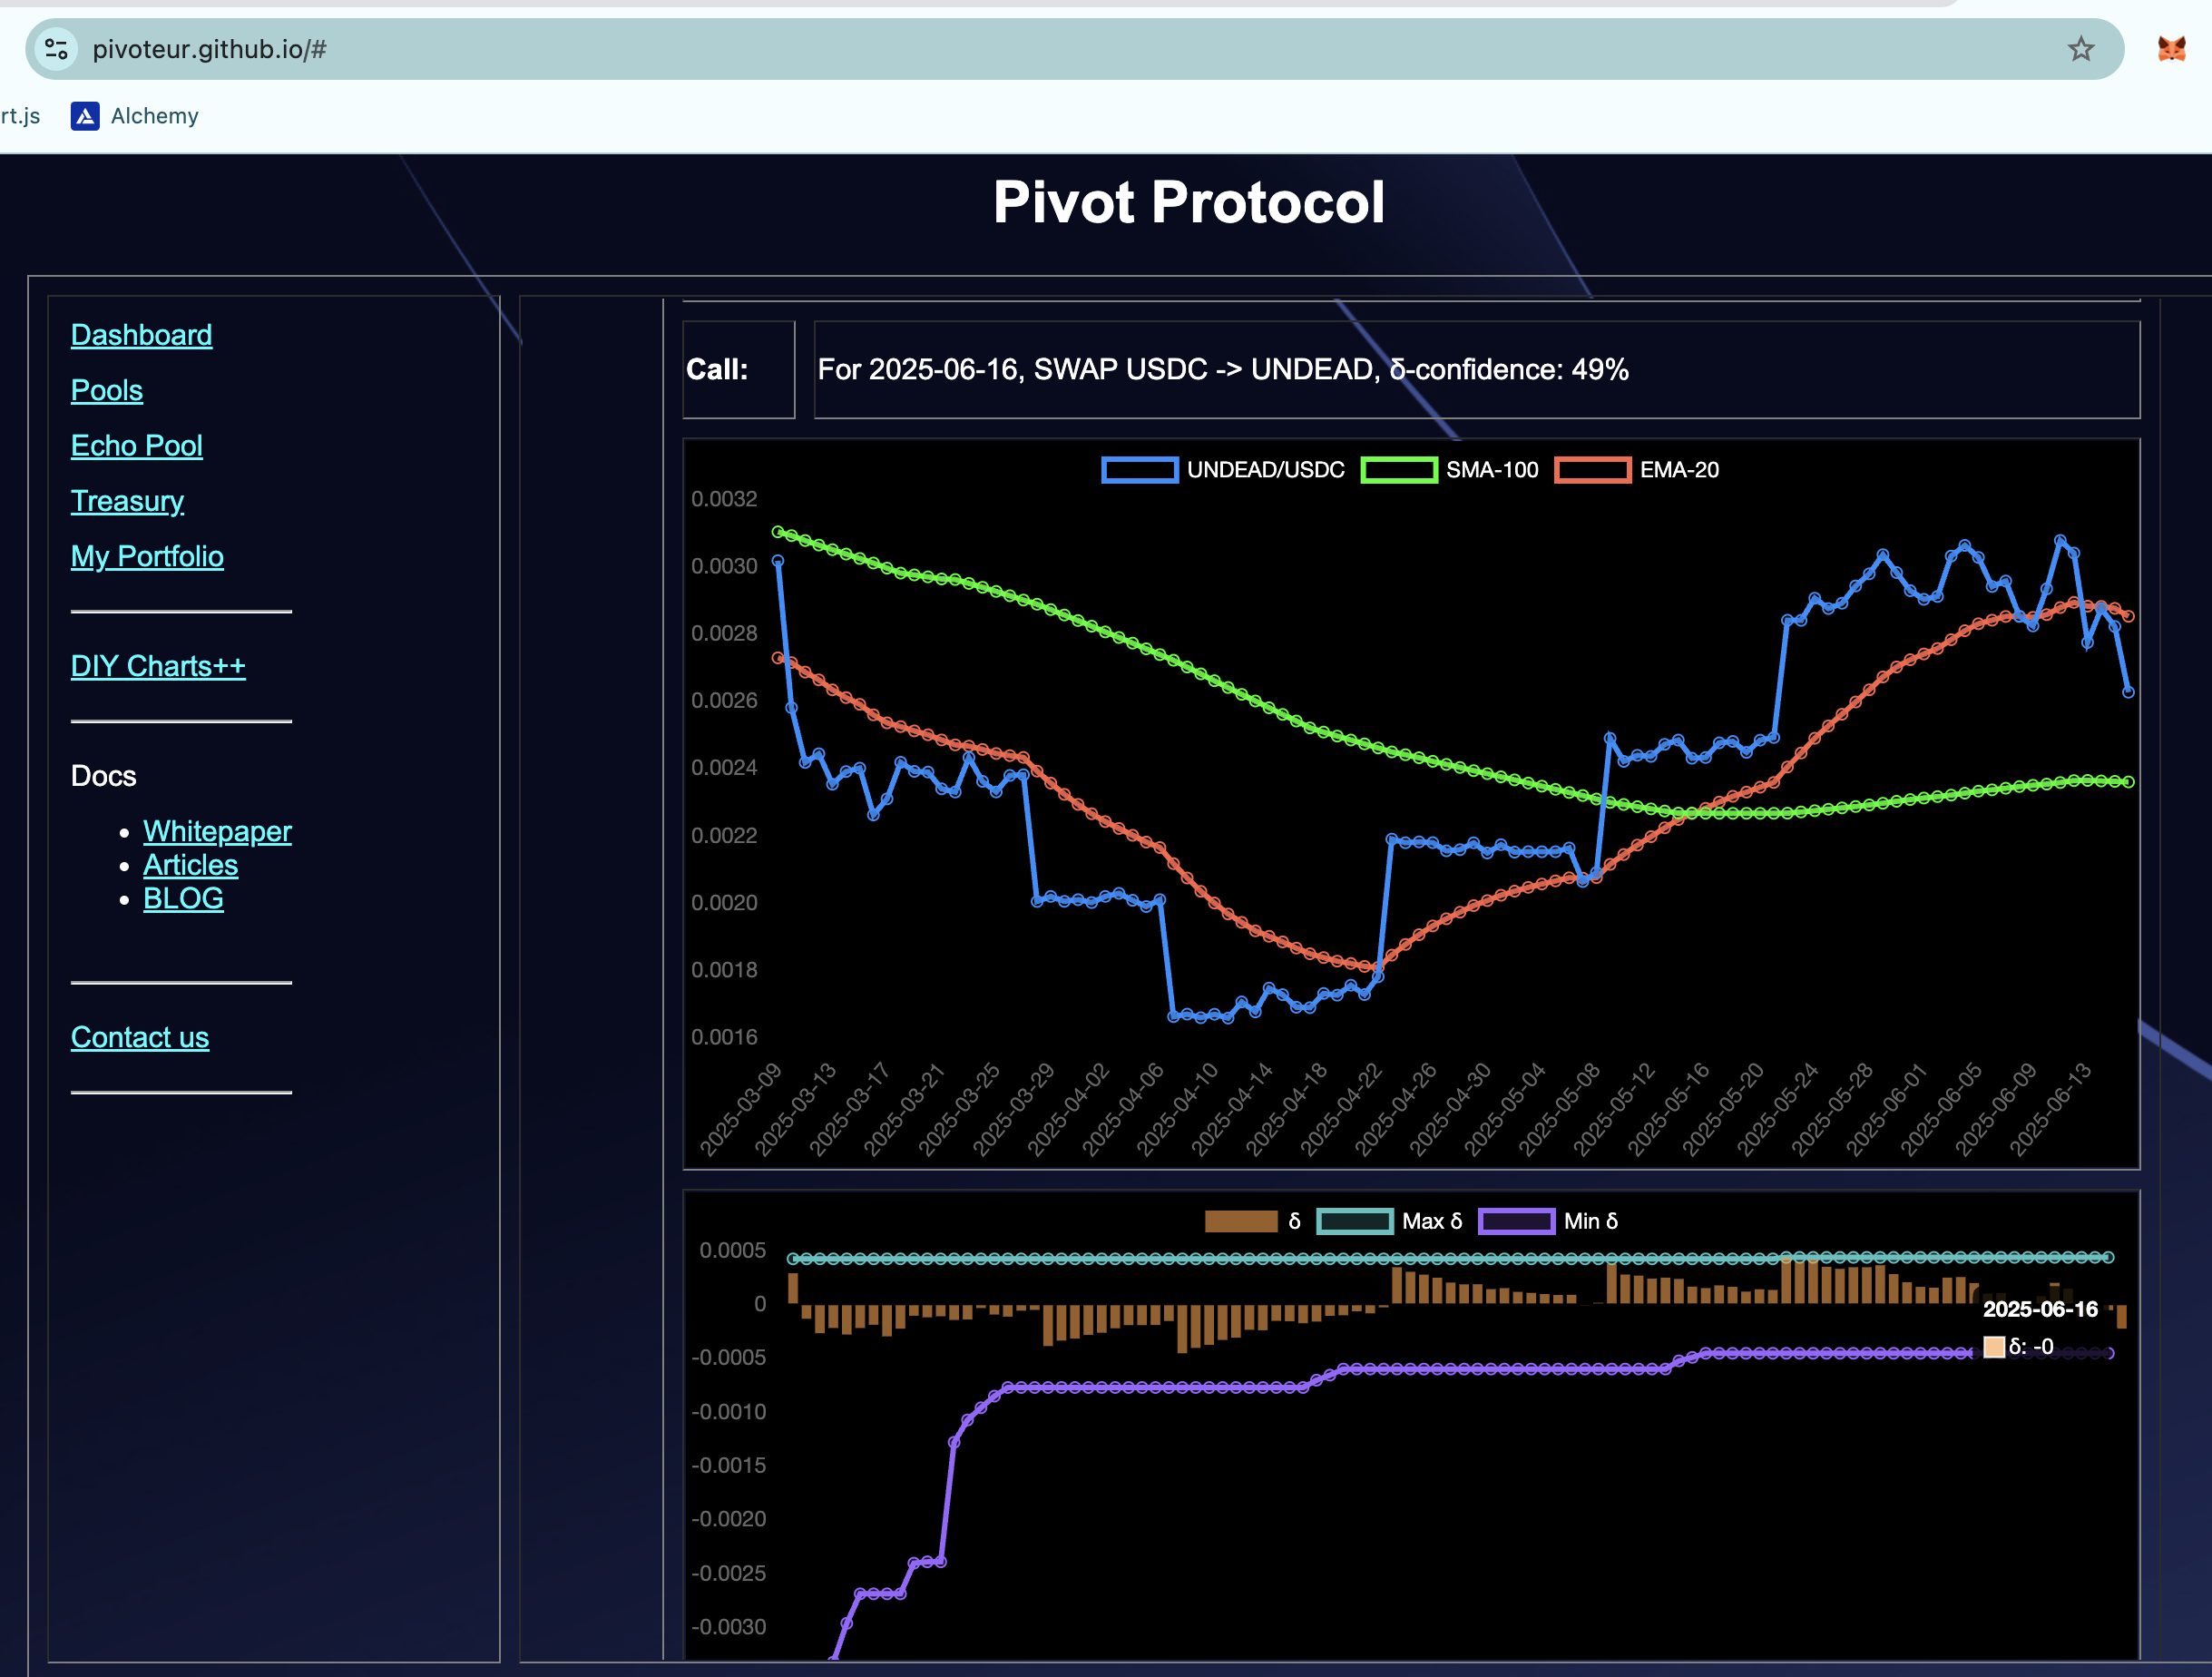 pivoteur.github.io/#
rt.js
Alchemy
Pivot Protocol
Dashboard
Pools
Echo Pool
Treasury
My Portfolio
DIY Charts++
Docs
Whitepaper
Articles
BLOG
Contact us
Call:
For 2025-06-16, SWAP USDC -> UNDEAD, δ-confidence: 49%
UNDEAD/USDC SMA-100 EMA-20
0.0032
0.0030
0.0028
0.0026
0.0024
0.0022
0.0020
0.0018
0.0016
2025-03-09
2025-03-13
2025-03-17
2025-03-21
2025-03-25
2025-03-29
2025-04-02
2025-04-06
2025-04-10
2025-04-14
2025-04-18
2025-04-22
2025-04-26
2025-04-30
2025-05-04
2025-05-08
2025-05-12
2025-05-16
2025-05-20
2025-05-24
2025-05-28
2025-06-01
2025-06-05
2025-06-09
2025-06-13
δ Max δ Min δ
0.0005
0
-0.0005
-0.0010
-0.0015
-0.0020
-0.0025
-0.0030
2025-06-16
δ: -0